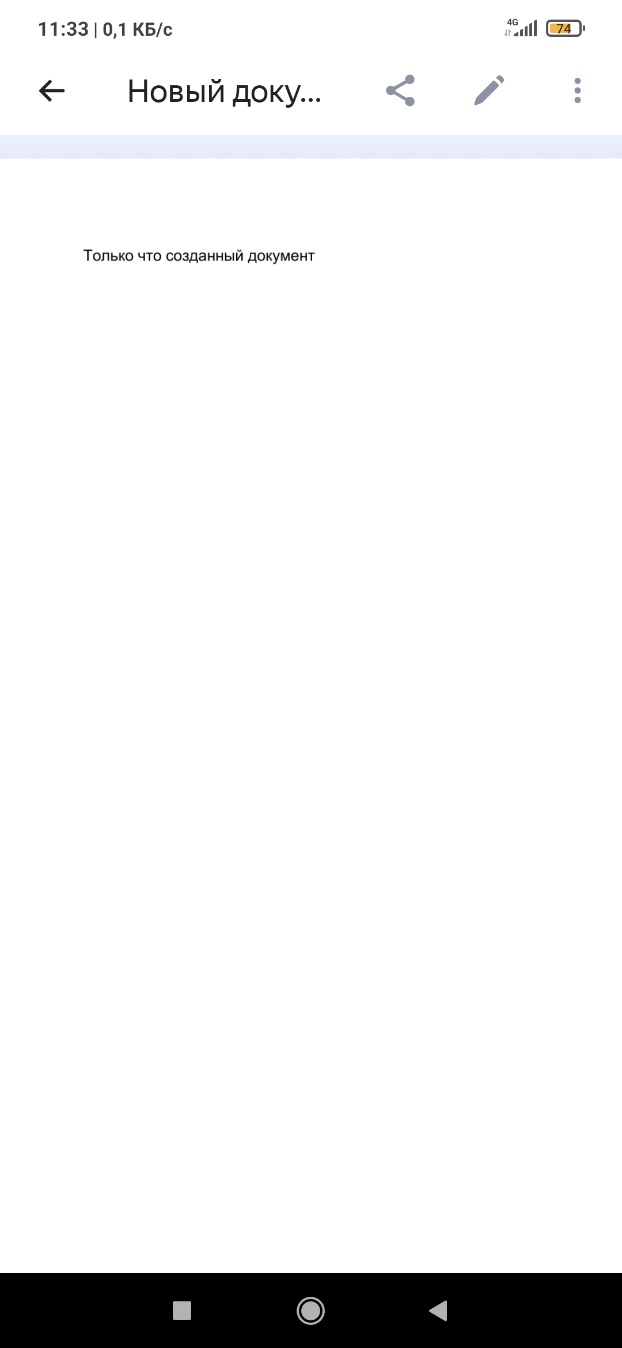 11:33 | 0,1 КБ/с 4G 74
Новый доку...
Только что созданный документ